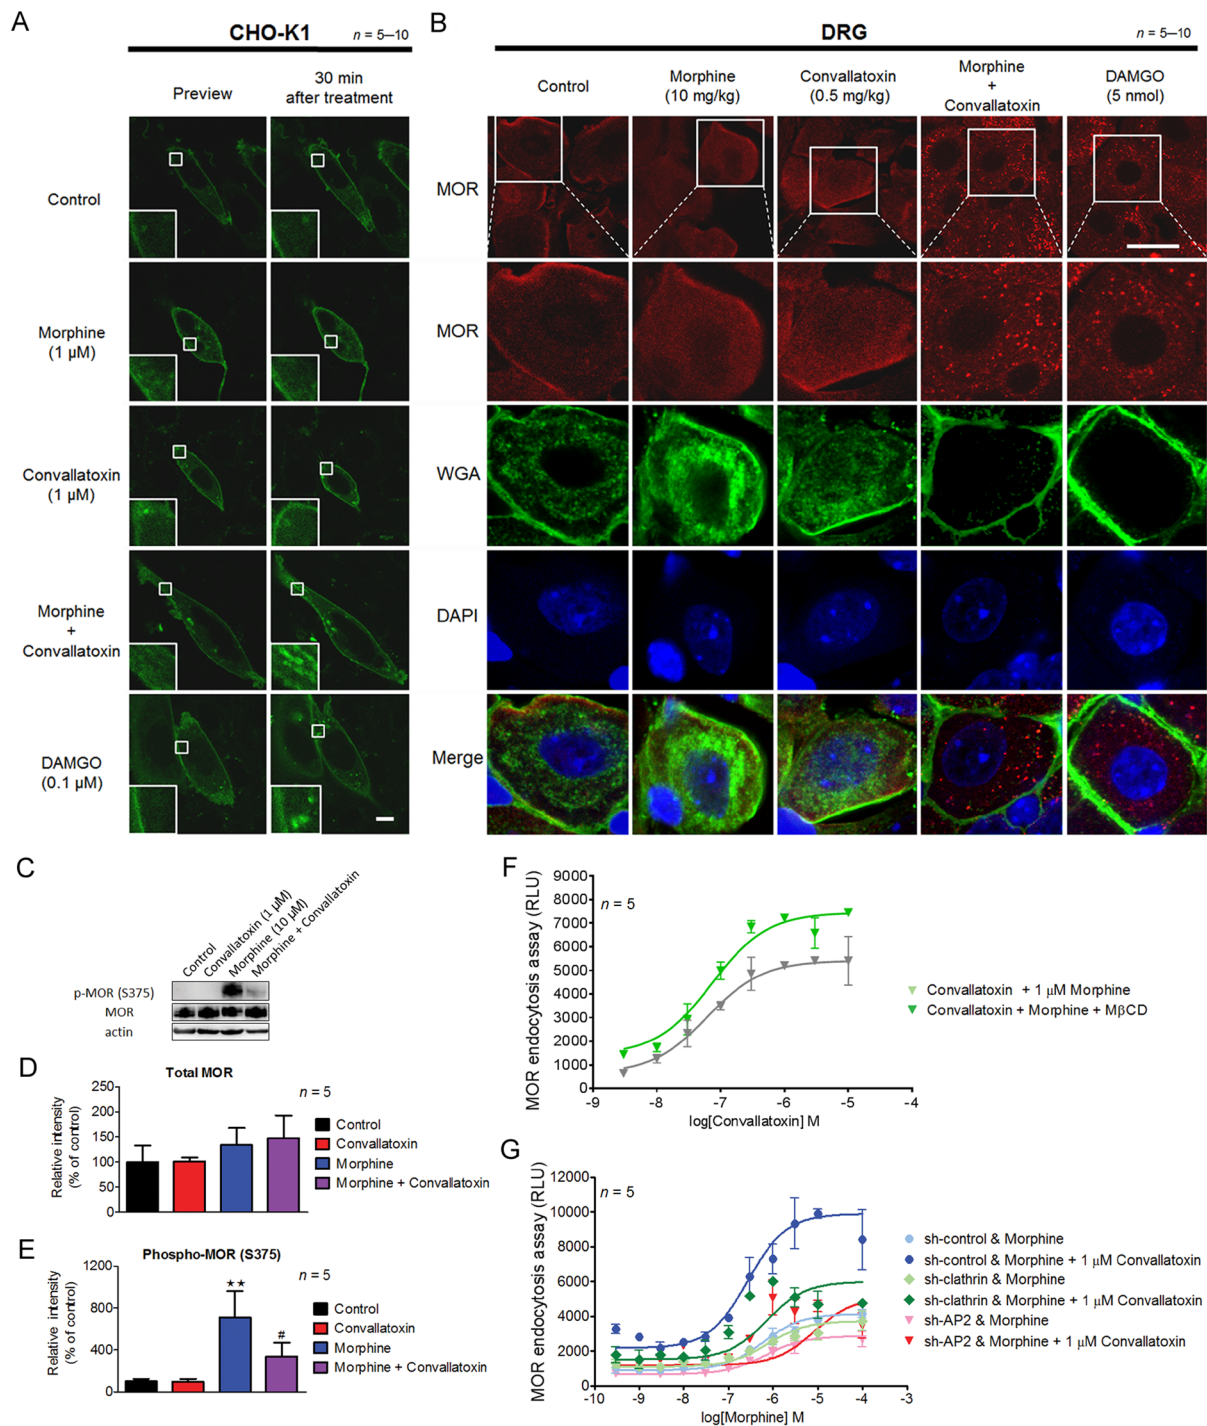 A
CHO-K1
n = 5–10
Preview
30 min
after treatment
Control
Morphine
(1 µM)
Convallatoxin
(1 µM)
Morphine
+
Convallatoxin
DAMGO
(0.1 µM)
B
DRG
n = 5–10
Control
Morphine
(10 mg/kg)
Convallatoxin
(0.5 mg/kg)
Morphine
+
Convallatoxin
DAMGO
(5 nmol)
MOR
MOR
WGA
DAPI
Merge
C
Control
Convallatoxin (1 µM)
Morphine (10 µM)
Morphine + Convallatoxin
p-MOR (S375)
MOR
actin
D
Total MOR
n = 5
Relative intensity
(% of control)
250
200
150
100
50
0
Control
Convallatoxin
Morphine
Morphine + Convallatoxin
E
Phospho-MOR (S375)
n = 5
Relative intensity
(% of control)
1200
800
400
0
★★
#
Control
Convallatoxin
Morphine
Morphine + Convallatoxin
F
MOR endocytosis assay (RLU)
9000
8000
7000
6000
5000
4000
3000
2000
1000
0
n = 5
-9
-8
-7
-6
-5
-4
log[Convallatoxin] M
Convallatoxin + 1 µM Morphine
Convallatoxin + Morphine + MβCD
G
MOR endocytosis assay (RLU)
12000
10000
8000
6000
4000
2000
0
n = 5
-10
-9
-8
-7
-6
-5
-4
-3
log[Morphine] M
sh-control & Morphine
sh-control & Morphine + 1 µM Convallatoxin
sh-clathrin & Morphine
sh-clathrin & Morphine + 1 µM Convallatoxin
sh-AP2 & Morphine
sh-AP2 & Morphine + 1 µM Convallatoxin